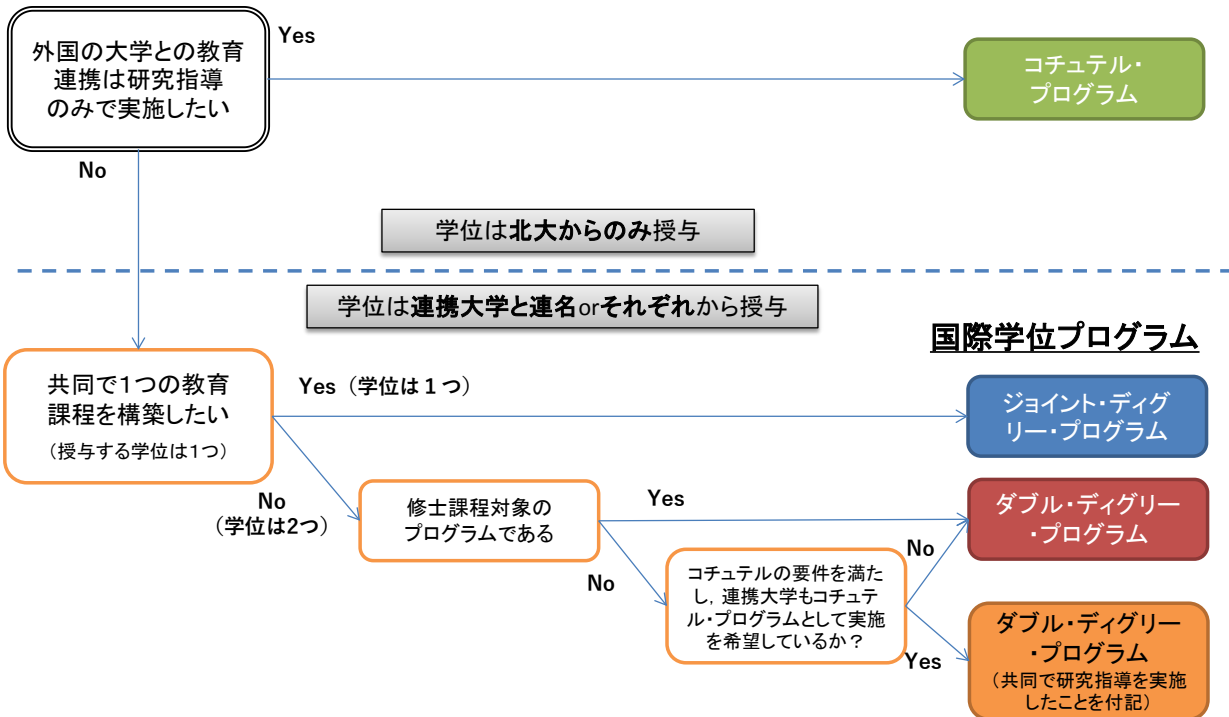 外国の大学との教育
連携は研究指導
のみで実施したい
Yes
コチュテル・
プログラム
No
学位は北大からのみ授与
学位は連携大学と連名orそれぞれから授与
国際学位プログラム
共同で1つの教育
課程を構築したい
（授与する学位は1つ）
Yes（学位は１つ）
ジョイント・ディグ
リー・プログラム
No
（学位は2つ）
修士課程対象の
プログラムである
Yes
ダブル・ディグリー
・プログラム
No
コチュテルの要件を満た
し，連携大学もコチュテ
ル・プログラムとして実施
を希望しているか？
No
Yes
ダブル・ディグリー
・プログラム
（共同で研究指導を実施
したことを付記）